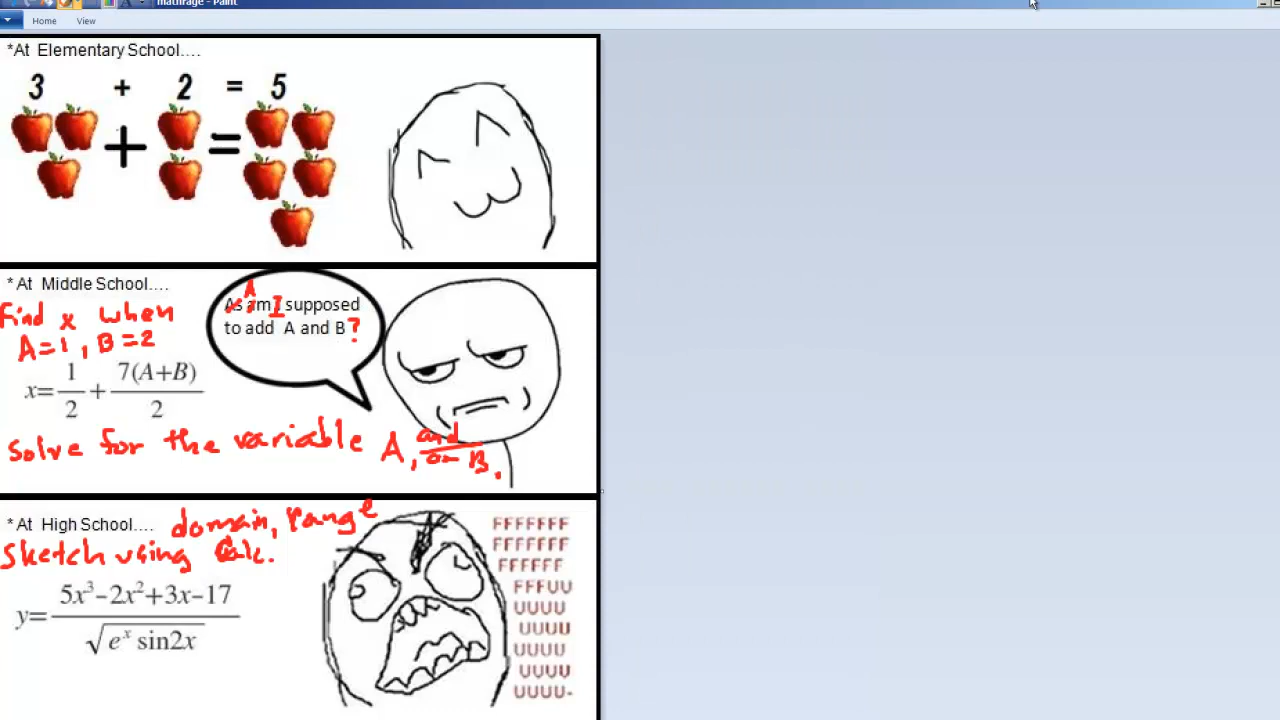 mathrage - Paint
Home View
*At Elementary School....
3 + 2 = 5
+ =
* At Middle School....
Find x when
A=1, B=2
As am I supposed
A
to add A and B ?
x= 1/2 + 7(A+B)/2
Solve for the variable A, and/or B.
* At High School.... domain, range
Sketch using Calc.
y= 5x³-2x²+3x-17 / √eˣ sin2x
FFFFFFF
FFFFFFF
FFFFFF
FFFUU
UUUU
UUUU
UUUU
UUUU
UUUU-